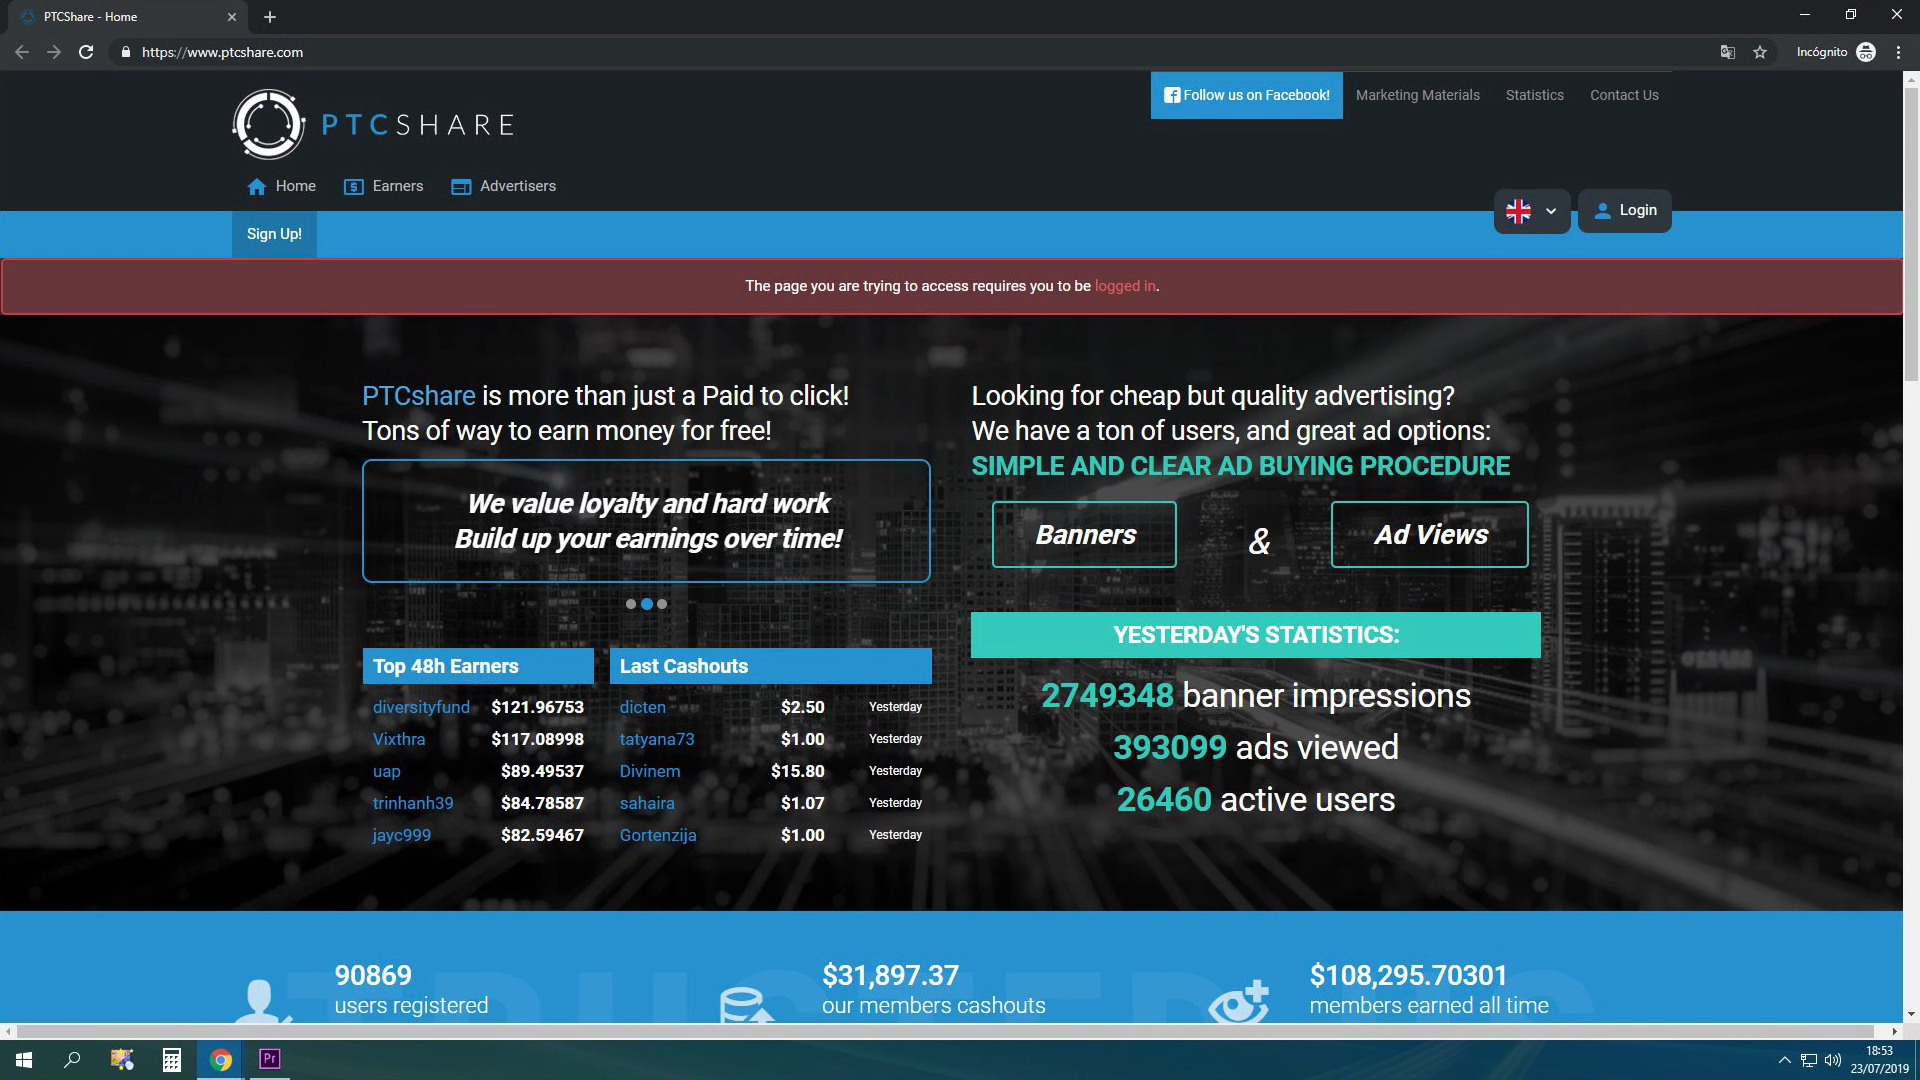 PTCShare - Home
https://www.ptcshare.com
Incógnito
PTCSHARE
Follow us on Facebook!
Marketing Materials
Statistics
Contact Us
Home
Earners
Advertisers
Login
Sign Up!
The page you are trying to access requires you to be logged in.
PTCshare is more than just a Paid to click!
Tons of way to earn money for free!
We value loyalty and hard work
Build up your earnings over time!
Looking for cheap but quality advertising?
We have a ton of users, and great ad options:
SIMPLE AND CLEAR AD BUYING PROCEDURE
Banners
&
Ad Views
Top 48h Earners
diversityfund $121.96753
Vixthra $117.08998
uap $89.49537
trinhanh39 $84.78587
jayc999 $82.59467
Last Cashouts
dicten $2.50 Yesterday
tatyana73 $1.00 Yesterday
Divinem $15.80 Yesterday
sahaira $1.07 Yesterday
Gortenzija $1.00 Yesterday
YESTERDAY'S STATISTICS:
2749348 banner impressions
393099 ads viewed
26460 active users
90869
users registered
$31,897.37
our members cashouts
$108,295.70301
members earned all time
Pr
18:53
23/07/2019